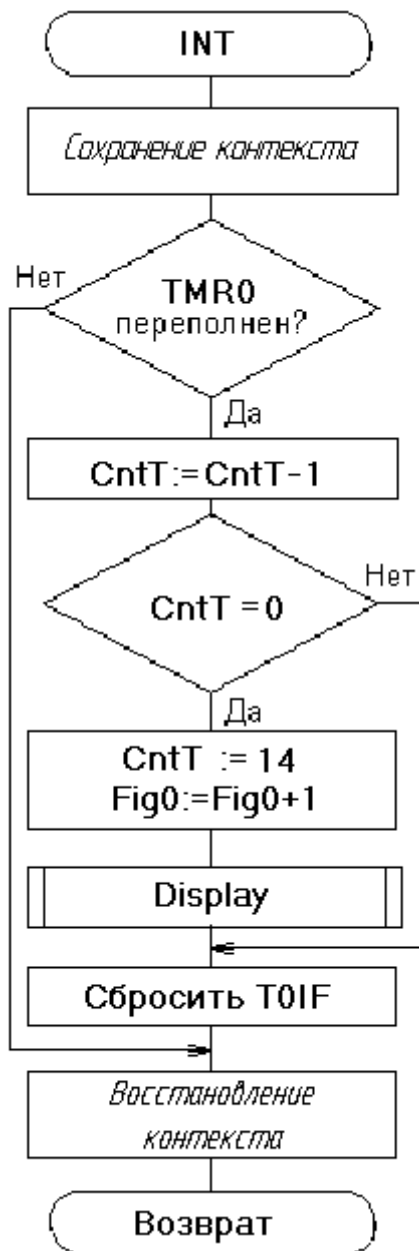 INT
Сохранение контекста
Нет
TMR0
переполнен?
Да
CntT:=CntT-1
Нет
CntT = 0
Да
CntT := 14
Fig0:=Fig0+1
Display
Сбросить T0IF
Восстановление
контекста
Возврат